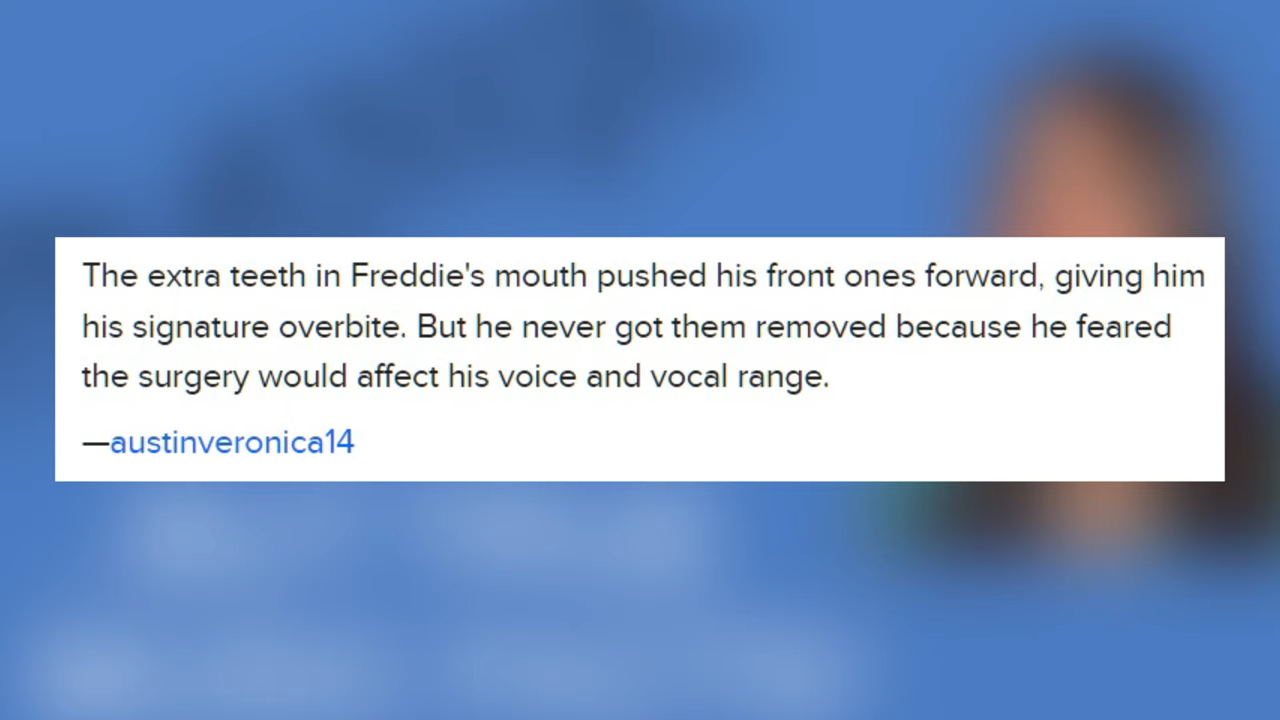 The extra teeth in Freddie's mouth pushed his front ones forward, giving him
his signature overbite. But he never got them removed because he feared
the surgery would affect his voice and vocal range.
—austinveronica14